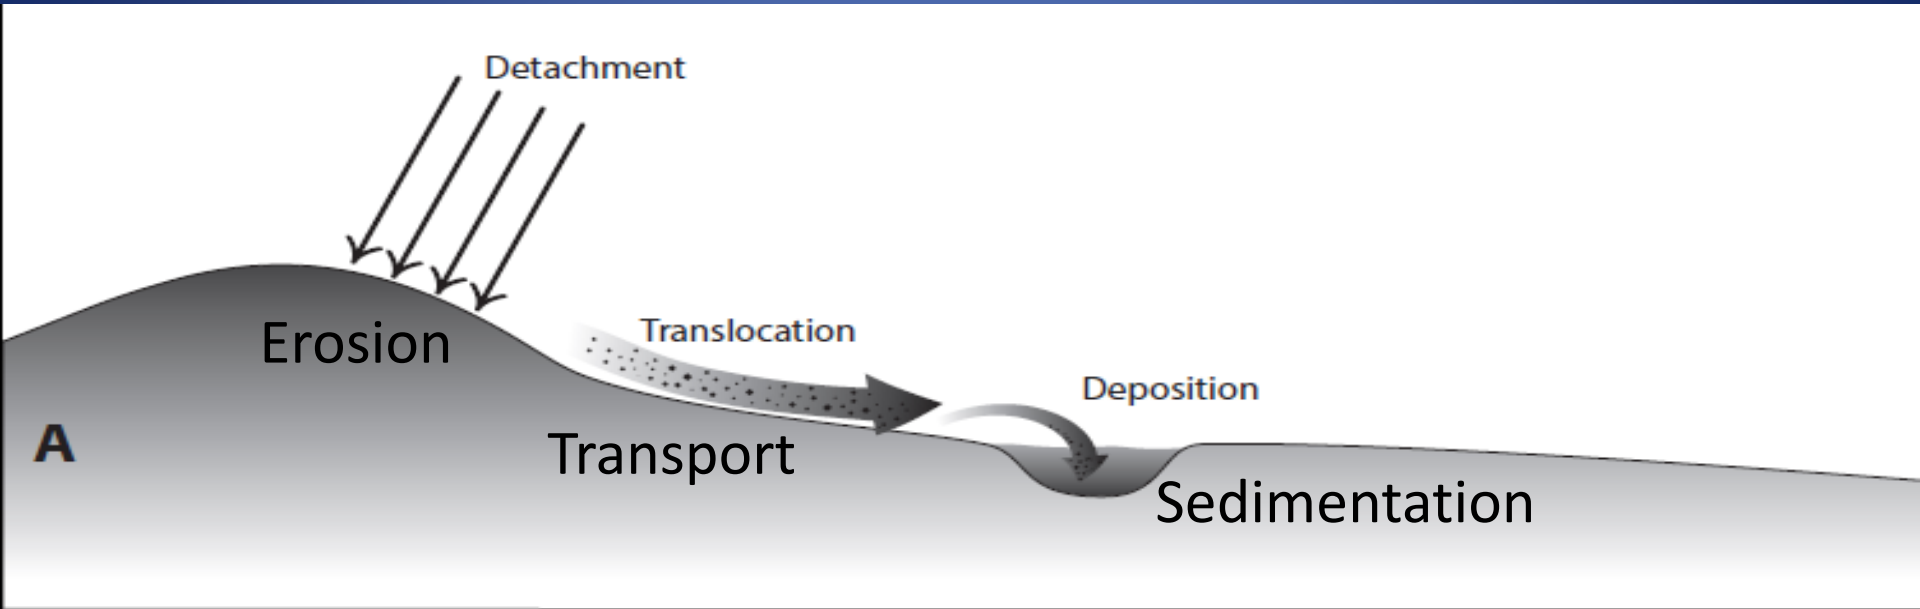 Detachment
Erosion
Translocation
Deposition
A
Transport
Sedimentation